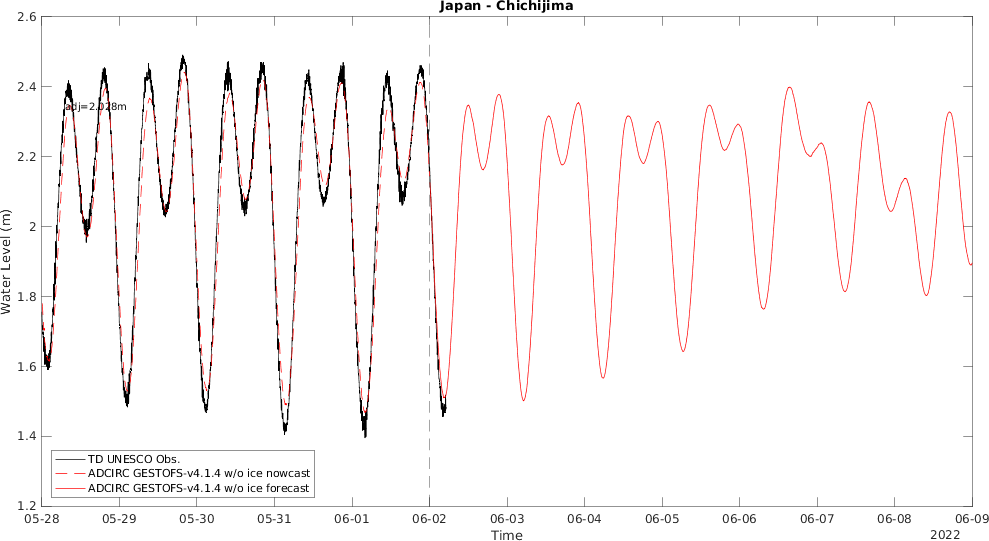 Japan - Chichijima
2.6
2.4
2.2
2
1.8
1.6
1.4
1.2
Water Level (m)
adj=2.028m
TD UNESCO Obs.
ADCIRC GESTOFS-v4.1.4 w/o ice nowcast
ADCIRC GESTOFS-v4.1.4 w/o ice forecast
05-28 05-29 05-30 05-31 06-01 06-02 06-03 06-04 06-05 06-06 06-07 06-08 06-09
Time
2022